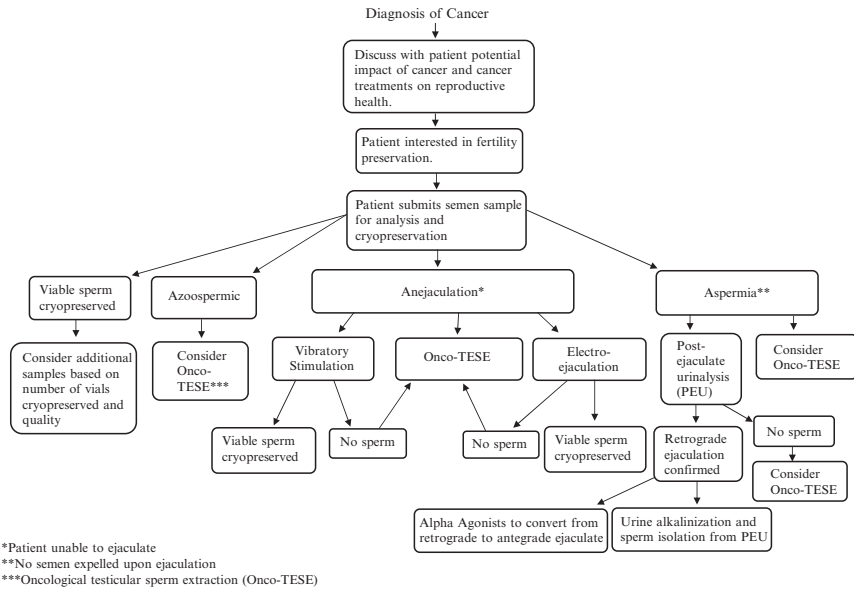 Diagnosis of Cancer
Discuss with patient potential
impact of cancer and cancer
treatments on reproductive
health.
Patient interested in fertility
preservation.
Patient submits semen sample
for analysis and
cryopreservation
Viable sperm
cryopreserved
Azoospermic
Anejaculation*
Aspermia**
Consider additional
samples based on
number of vials
cryopreserved and
quality
Consider
Onco-
TESE***
Vibratory
Stimulation
Onco-TESE
Electro-
ejaculation
Post-
ejaculate
urinalysis
(PEU)
Consider
Onco-TESE
Viable sperm
cryopreserved
No sperm
No sperm
Viable sperm
cryopreserved
Retrograde
ejaculation
confirmed
No sperm
Consider
Onco-TESE
Alpha Agonists to convert from
retrograde to antegrade ejaculate
Urine alkalinization and
sperm isolation from PEU
*Patient unable to ejaculate
**No semen expelled upon ejaculation
***Oncological testicular sperm extraction (Onco-TESE)